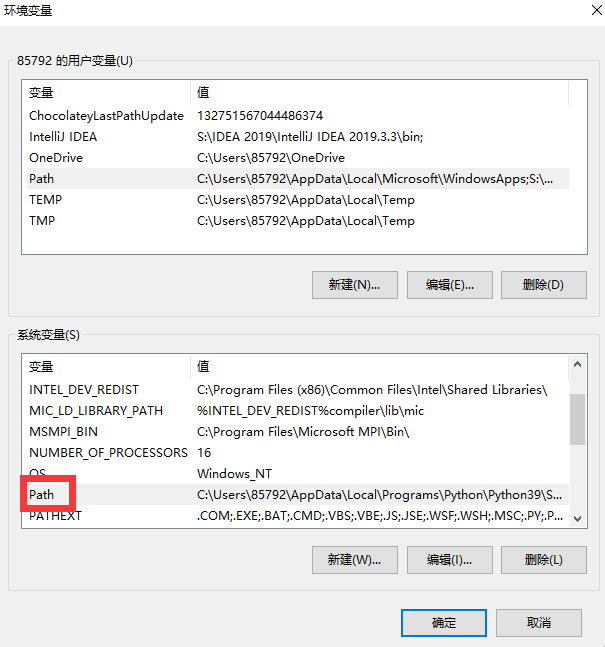 环境变量
85792 的用户变量(U)
变量 值
ChocolateyLastPathUpdate 132751567044486374
IntelliJ IDEA S:\IDEA 2019\IntelliJ IDEA 2019.3.3\bin;
OneDrive C:\Users\85792\OneDrive
Path C:\Users\85792\AppData\Local\Microsoft\WindowsApps;S:\...
TEMP C:\Users\85792\AppData\Local\Temp
TMP C:\Users\85792\AppData\Local\Temp
新建(N)... 编辑(E)... 删除(D)
系统变量(S)
变量 值
INTEL_DEV_REDIST C:\Program Files (x86)\Common Files\Intel\Shared Libraries\
MIC_LD_LIBRARY_PATH %INTEL_DEV_REDIST%compiler\lib\mic
MSMPI_BIN C:\Program Files\Microsoft MPI\Bin\
NUMBER_OF_PROCESSORS 16
OS Windows_NT
Path C:\Users\85792\AppData\Local\Programs\Python\Python39\S...
PATHEXT .COM;.EXE;.BAT;.CMD;.VBS;.VBE;.JS;.JSE;.WSF;.WSH;.MSC;.PY;.P...
新建(W)... 编辑(I)... 删除(L)
确定 取消